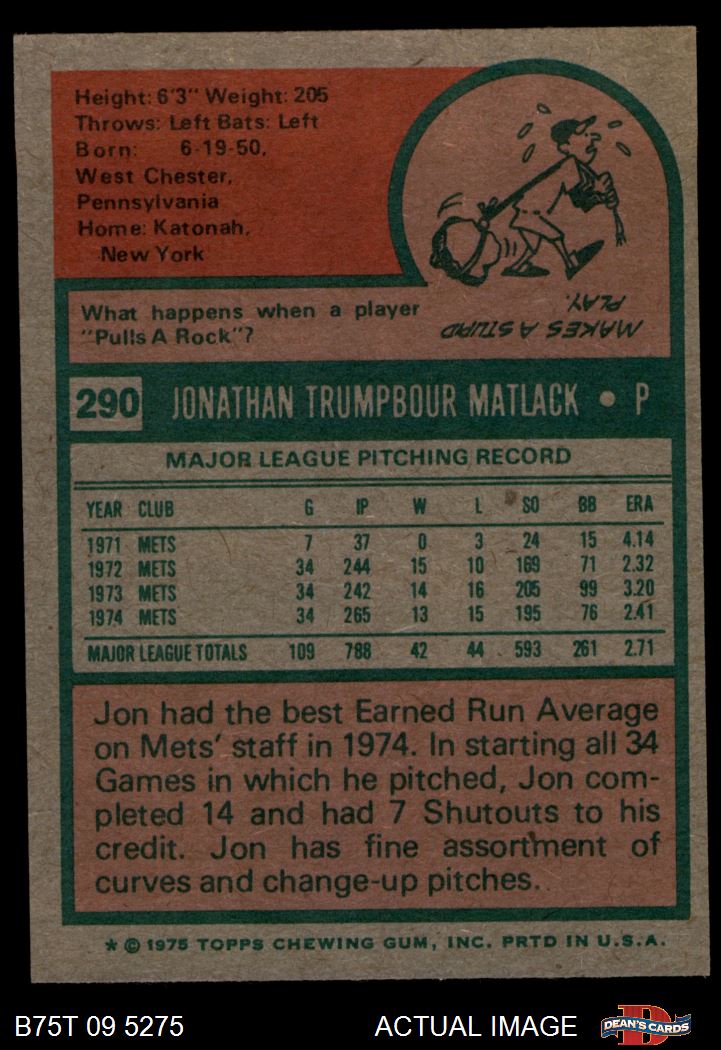 Height: 6'3" Weight: 205
Throws: Left Bats: Left
Born: 6-19-50,
West Chester,
Pennsylvania
Home: Katonah,
New York
What happens when a player
"Pulls A Rock"?
MAKES A STUPID
PLAY.
290 JONATHAN TRUMPBOUR MATLACK • P
MAJOR LEAGUE PITCHING RECORD
YEAR CLUB G IP W L SO BB ERA
1971 METS 7 37 0 3 24 15 4.14
1972 METS 34 244 15 10 169 71 2.32
1973 METS 34 242 14 16 205 99 3.20
1974 METS 34 265 13 15 195 76 2.41
MAJOR LEAGUE TOTALS 109 788 42 44 593 261 2.71
Jon had the best Earned Run Average
on Mets' staff in 1974. In starting all 34
Games in which he pitched, Jon com-
pleted 14 and had 7 Shutouts to his
credit. Jon has fine assortment of
curves and change-up pitches.
* © 1975 TOPPS CHEWING GUM, INC. PRTD IN U.S.A.
B75T 09 5275 ACTUAL IMAGE DEAN'S CARDS